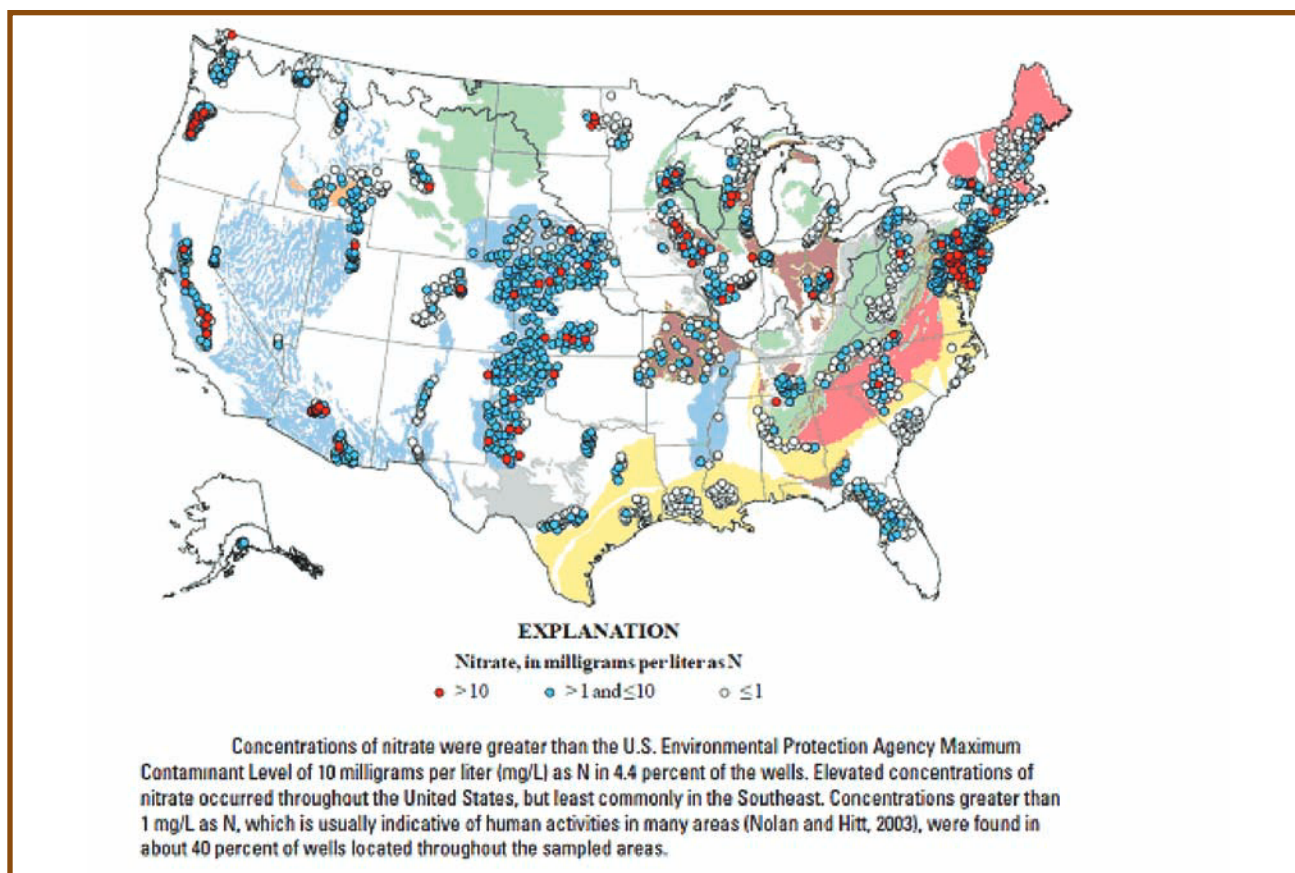 EXPLANATION
Nitrate, in milligrams per liter as N
>10 >1 and ≤10 ≤1
Concentrations of nitrate were greater than the U.S. Environmental Protection Agency Maximum
Contaminant Level of 10 milligrams per liter (mg/L) as N in 4.4 percent of the wells. Elevated concentrations of
nitrate occurred throughout the United States, but least commonly in the Southeast. Concentrations greater than
1 mg/L as N, which is usually indicative of human activities in many areas (Nolan and Hitt, 2003), were found in
about 40 percent of wells located throughout the sampled areas.